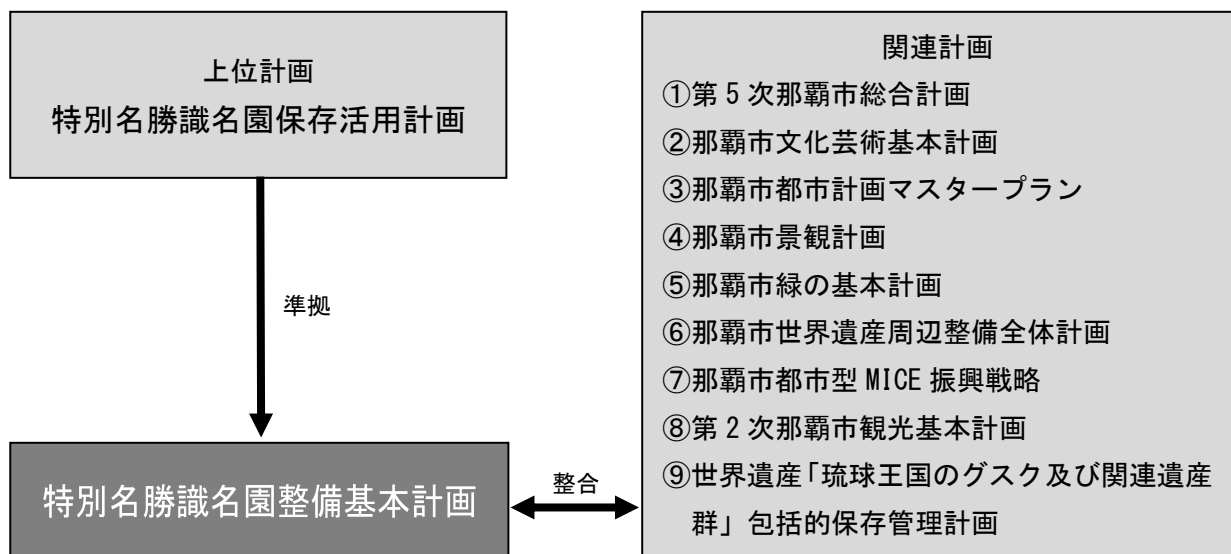 上位計画
特別名勝識名園保存活用計画
準拠
特別名勝識名園整備基本計画
整合
関連計画
①第5次那覇市総合計画
②那覇市文化芸術基本計画
③那覇市都市計画マスタープラン
④那覇市景観計画
⑤那覇市緑の基本計画
⑥那覇市世界遺産周辺整備全体計画
⑦那覇市都市型MICE振興戦略
⑧第2次那覇市観光基本計画
⑨世界遺産「琉球王国のグスク及び関連遺産
群」包括的保存管理計画